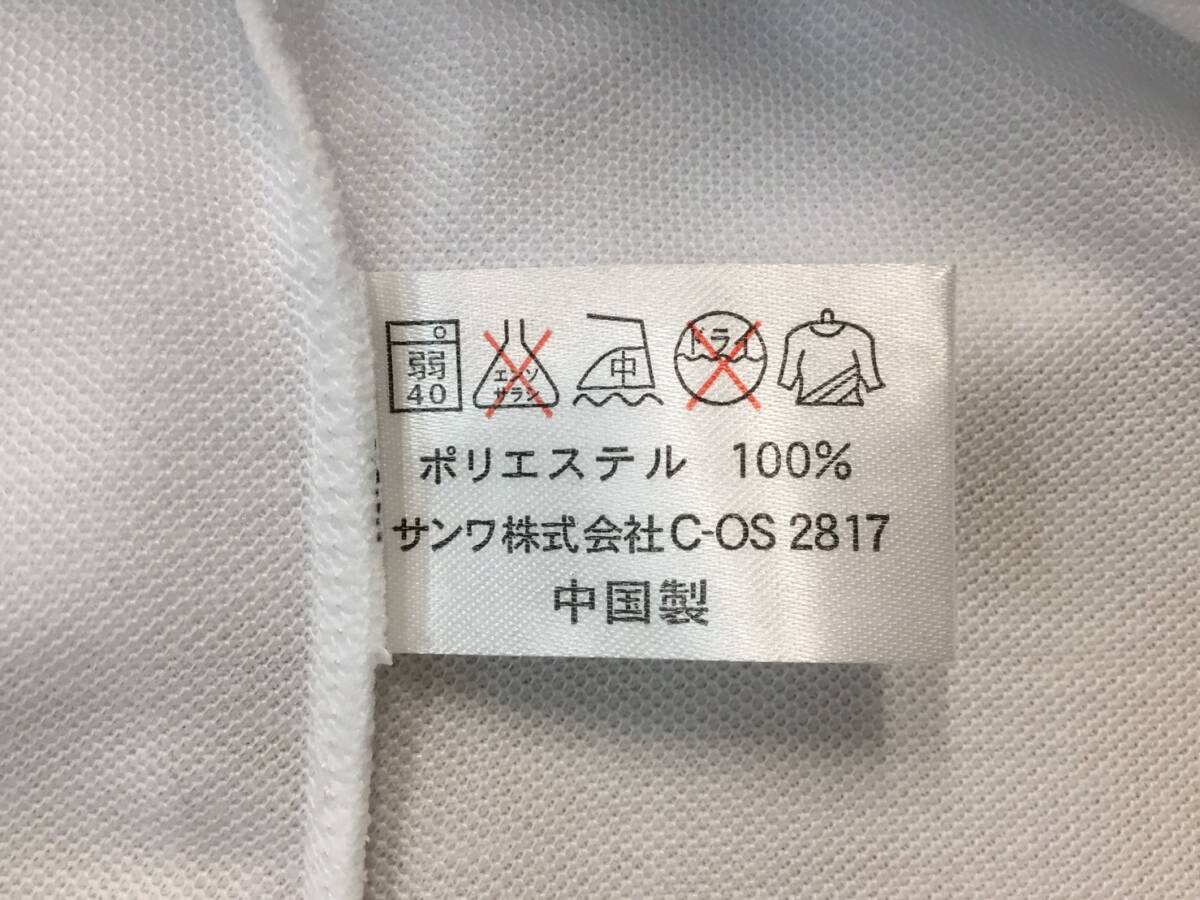 弱 40
エンソ サラシ
中
ドライ
ポリエステル 100%
サンワ株式会社C-OS 2817
中国製